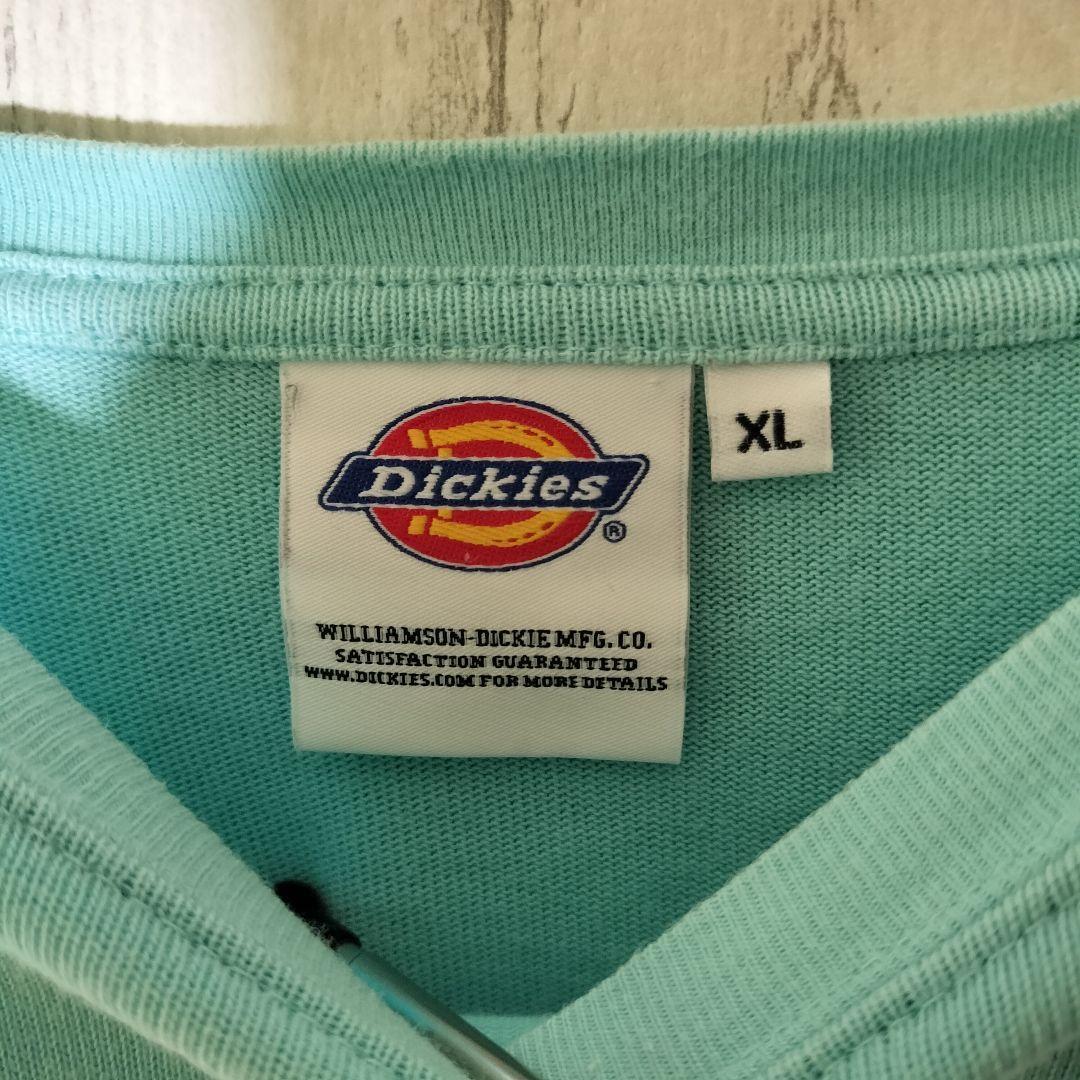 Dickies
®
XL
WILLIAMSON-DICKIE MFG. CO.
SATISFACTION GUARANTEED
WWW.DICKIES.COM FOR MORE DETAILS